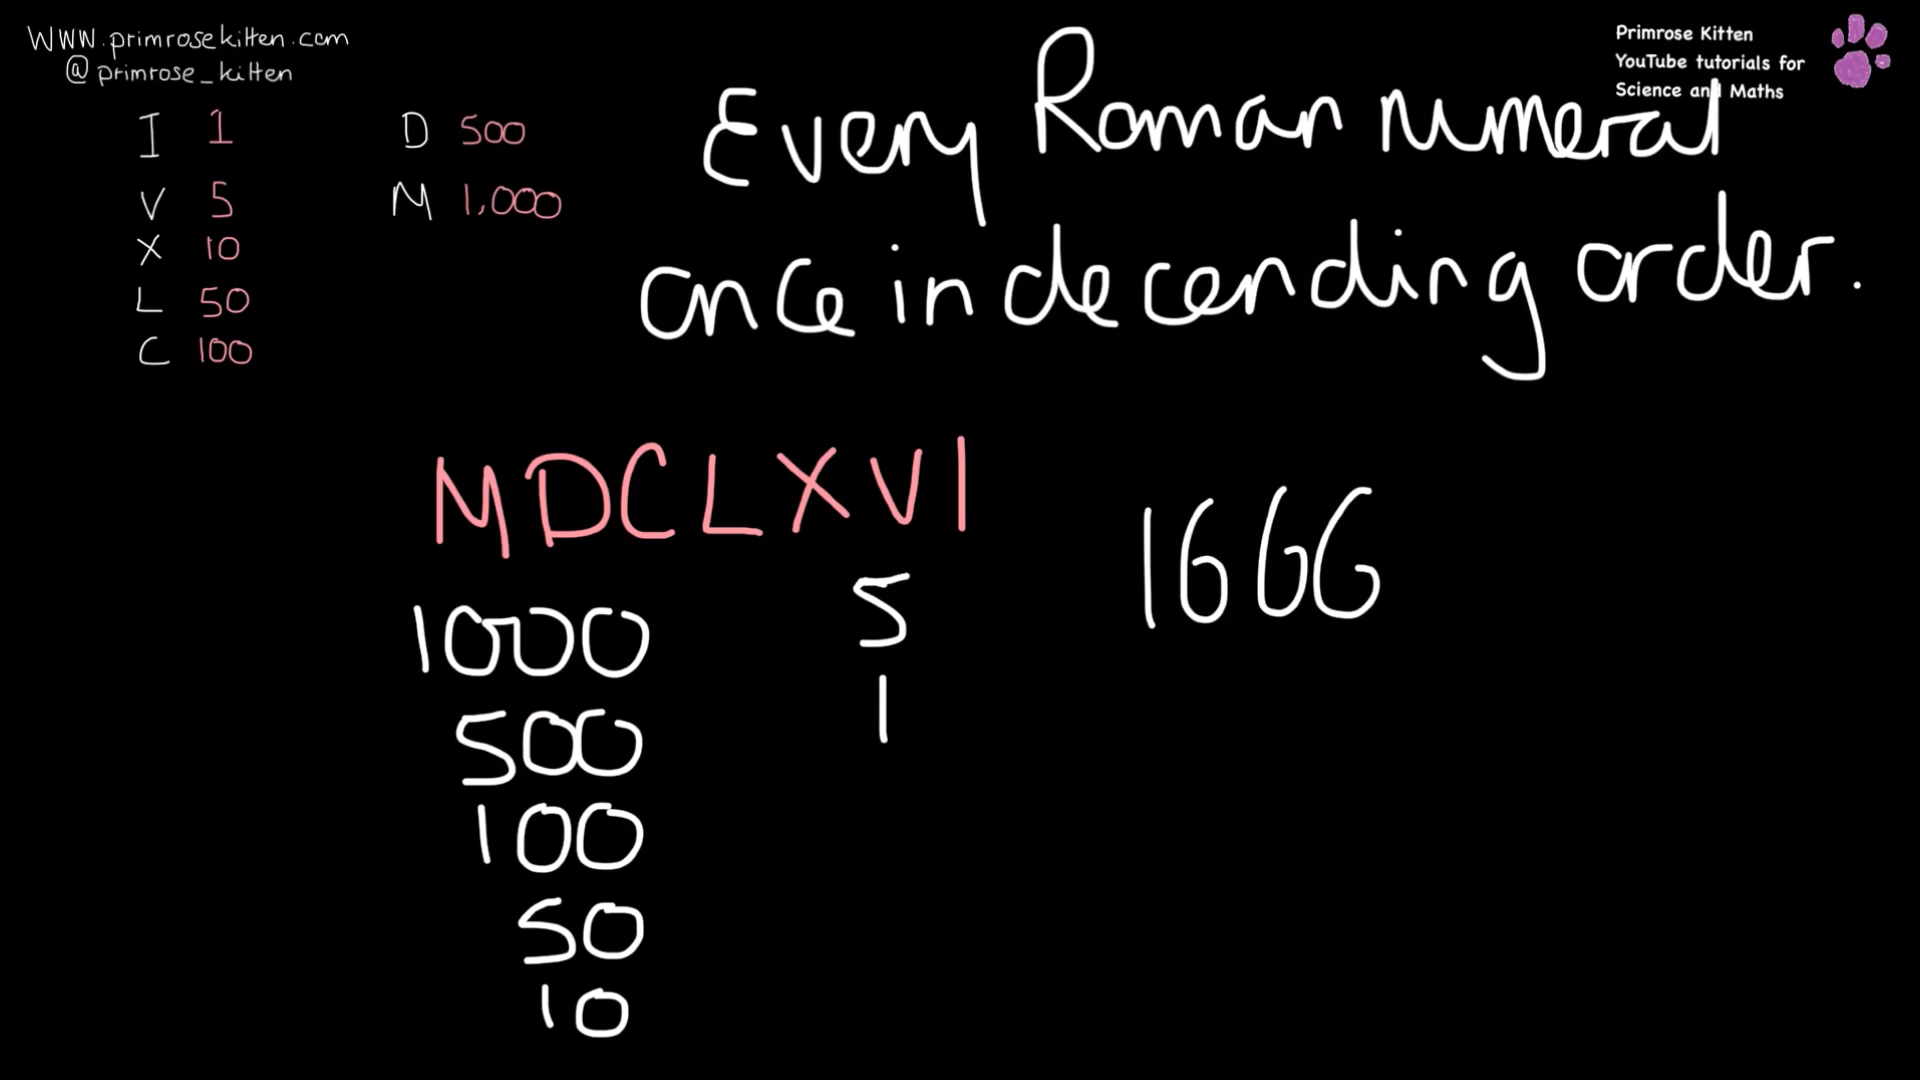 www.primrosekitten.com
@primrose_kitten
Primrose Kitten
YouTube tutorials for
Science and Maths
I 1
V 5
X 10
L 50
C 100
D 500
M 1,000
Every Roman numeral
once in decending order.
MDCLXVI
1000
500
100
50
10
5
1
1666